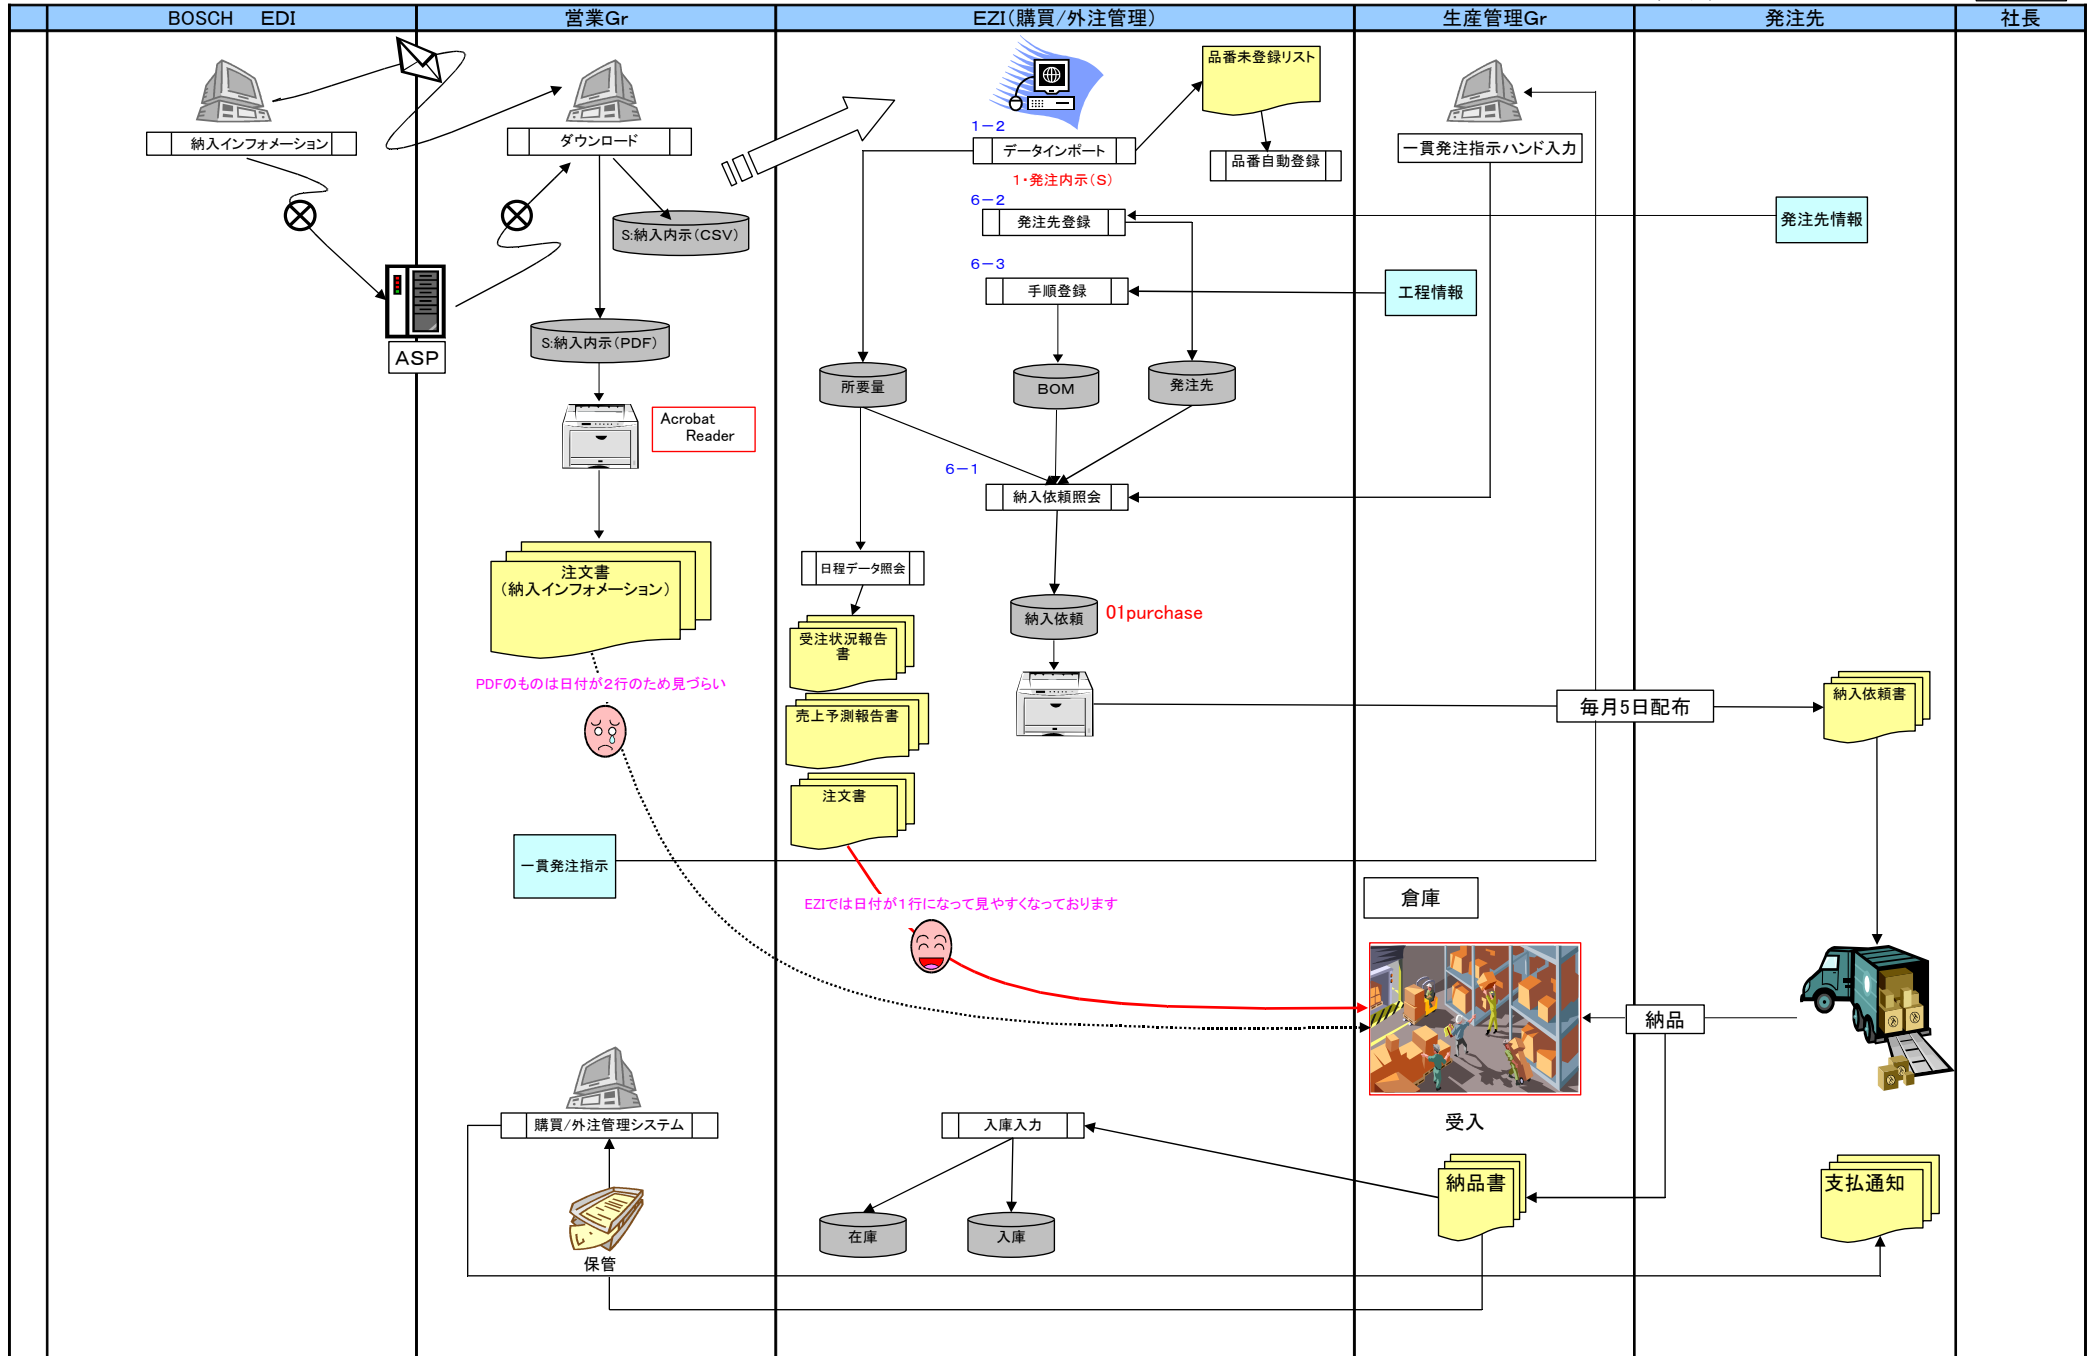 BOSCH EDI
営業Gr
EZI(購買/外注管理)
生産管理Gr
発注先
社長
納入インフォメーション
ダウンロード
S:納入内示(CSV)
ASP
S:納入内示(PDF)
Acrobat
Reader
注文書
(納入インフォメーション)
PDFのものは日付が2行のため見づらい
一貫発注指示
購買/外注管理システム
保管
品番未登録リスト
1-2
データインポート
1・発注内示(S)
品番自動登録
6-2
発注先登録
6-3
手順登録
所要量
BOM
発注先
6-1
納入依頼照会
日程データ照会
受注状況報告
書
売上予測報告書
注文書
納入依頼
01purchase
EZIでは日付が1行になって見やすくなっております
入庫入力
在庫
入庫
一貫発注指示ハンド入力
工程情報
毎月5日配布
倉庫
受入
納品書
発注先情報
納入依頼書
納品
支払通知